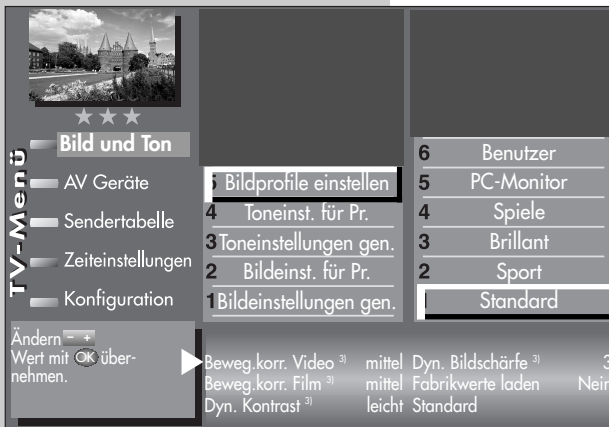 TV-Menü
Bild und Ton
AV Geräte
Sendertabelle
Zeiteinstellungen
Konfiguration
Ändern - +
Wert mit OK über-
nehmen.
5 Bildprofile einstellen
4 Toneinst. für Pr.
3 Toneinstellungen gen.
2 Bildeinst. für Pr.
1 Bildeinstellungen gen.
6 Benutzer
5 PC-Monitor
4 Spiele
3 Brillant
2 Sport
1 Standard
Beweg.korr. Video 3) mittel Dyn. Bildschärfe 3) 3
Beweg.korr. Film 3) mittel Fabrikwerte laden Nein
Dyn. Kontrast 3) leicht Standard